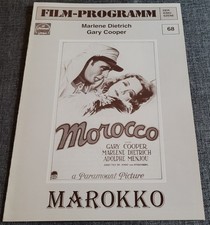 FILM-PROGRAMM
Marlene Dietrich
Gary Cooper
68
Morocco
GARY COOPER
MARLENE DIETRICH
ADOLPHE MENJOU
a Paramount Picture
MAROKKO